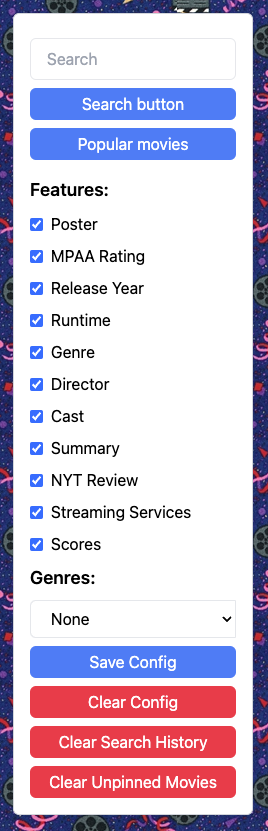 Search
Search button
Popular movies
Features:
Poster
MPAA Rating
Release Year
Runtime
Genre
Director
Cast
Summary
NYT Review
Streaming Services
Scores
Genres:
None
Save Config
Clear Config
Clear Search History
Clear Unpinned Movies